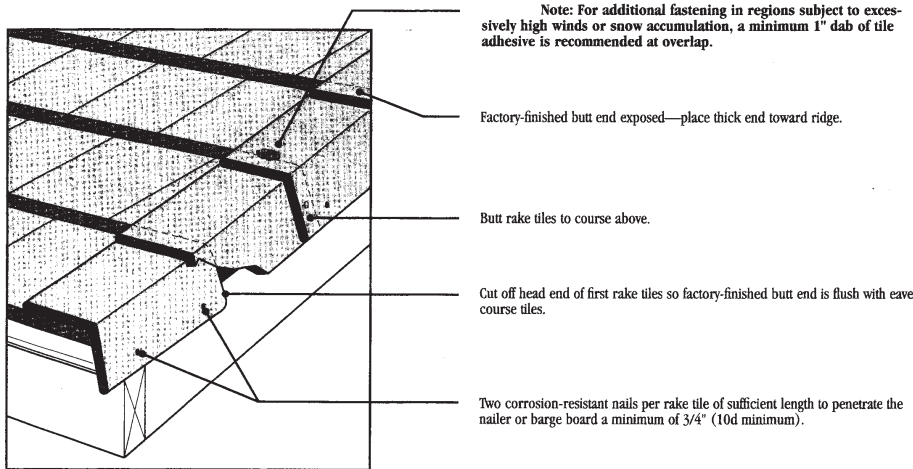 Note: For additional fastening in regions subject to exces-
sively high winds or snow accumulation, a minimum 1" dab of tile
adhesive is recommended at overlap.
Factory-finished butt end exposed—place thick end toward ridge.
Butt rake tiles to course above.
Cut off head end of first rake tiles so factory-finished butt end is flush with eave
course tiles.
Two corrosion-resistant nails per rake tile of sufficient length to penetrate the
nailer or barge board a minimum of 3/4" (10d minimum).